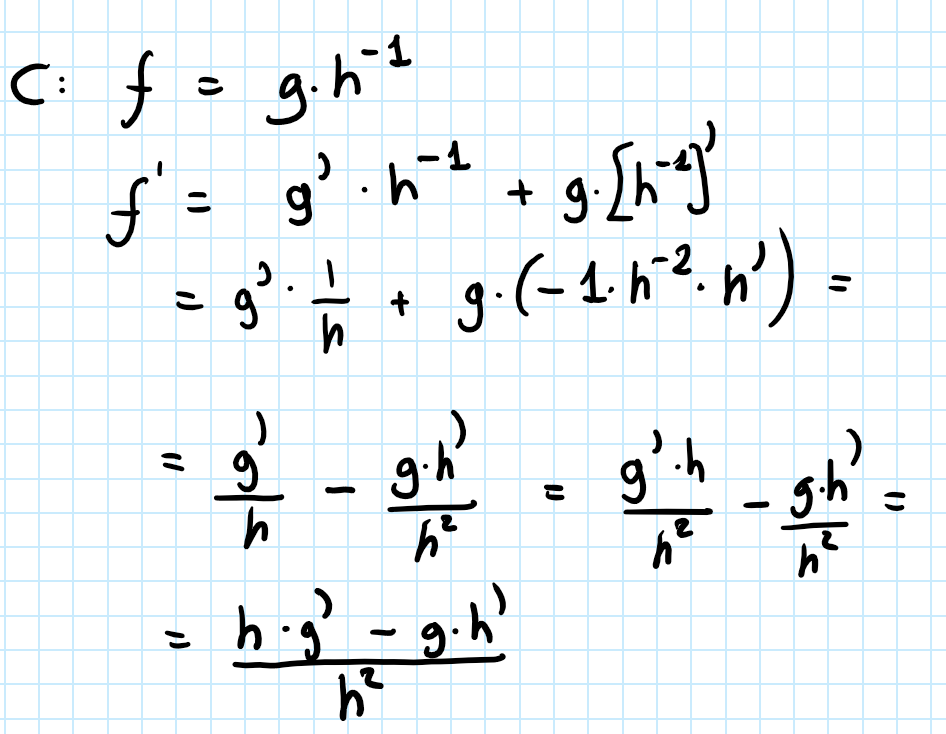 C: f = g·h⁻¹
f' = g' · h⁻¹ + g·[h⁻¹]'
= g' · 1/h + g·(−1·h⁻²·h') =
= g'/h − g·h'/h² = g'·h/h² − g·h'/h² =
= (h·g' − g·h')/h²